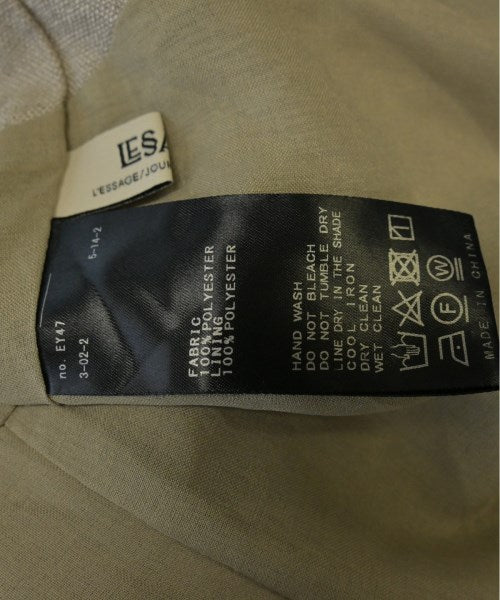 LESSA
L'ESSAGE/JOU
FABRIC
100%POLYESTER
LINING
100%POLYESTER
HAND WASH
DO NOT BLEACH
DO NOT TUMBLE DRY
LINE DRY IN THE SHADE
COOL IRON
DRY CLEAN
WET CLEAN
W
F
MADE IN CHINA
no. EY47
3-02-2
5-14-2